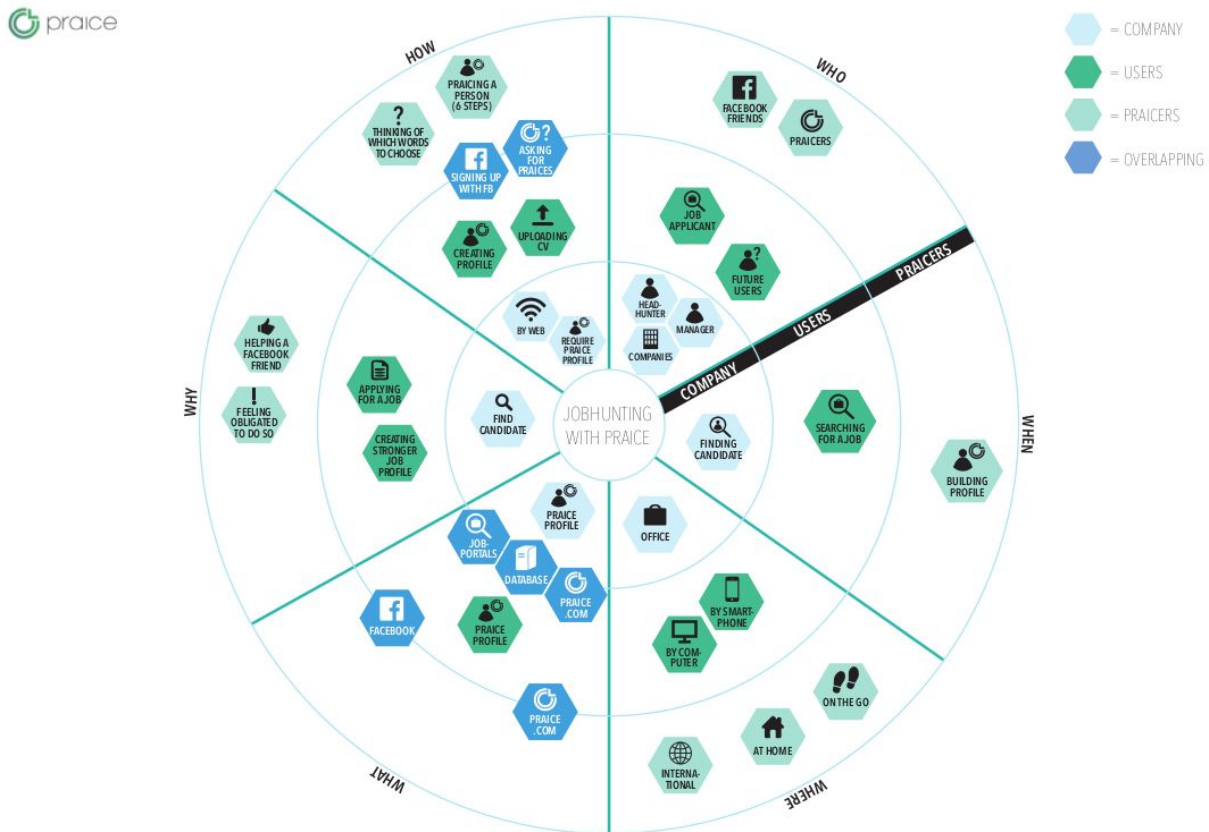 praice
= COMPANY
= USERS
= PRAICERS
= OVERLAPPING
HOW
PRAICING A
PERSON
(6 STEPS)
?
THINKING OF
WHICH WORDS
TO CHOOSE
?
ASKING
FOR
PRAICES
SIGNING UP
WITH FB
UPLOADING
CV
CREATING
PROFILE
BY WEB
REQUIRE
PRAICE
PROFILE
WHO
FACEBOOK
FRIENDS
PRAICERS
JOB
APPLICANT
?
FUTURE
USERS
HEAD-
HUNTER
MANAGER
COMPANIES
COMPANY
USERS
PRAICERS
WHY
HELPING A
FACEBOOK
FRIEND
!
FEELING
OBLIGATED
TO DO SO
APPLYING
FOR A JOB
CREATING
STRONGER
JOB
PROFILE
FIND
CANDIDATE
JOBHUNTING
WITH PRAICE
WHEN
FINDING
CANDIDATE
SEARCHING
FOR A JOB
BUILDING
PROFILE
WHAT
PRAICE
PROFILE
JOB-
PORTALS
DATABASE
PRAICE
.COM
FACEBOOK
PRAICE
PROFILE
PRAICE
.COM
WHERE
OFFICE
BY SMART-
PHONE
BY COM-
PUTER
ON THE GO
AT HOME
INTERNA-
TIONAL